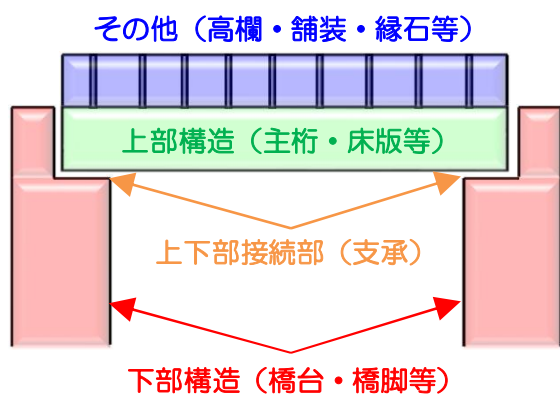 その他（高欄・舗装・縁石等）
上部構造（主桁・床版等）
上下部接続部（支承）
下部構造（橋台・橋脚等）